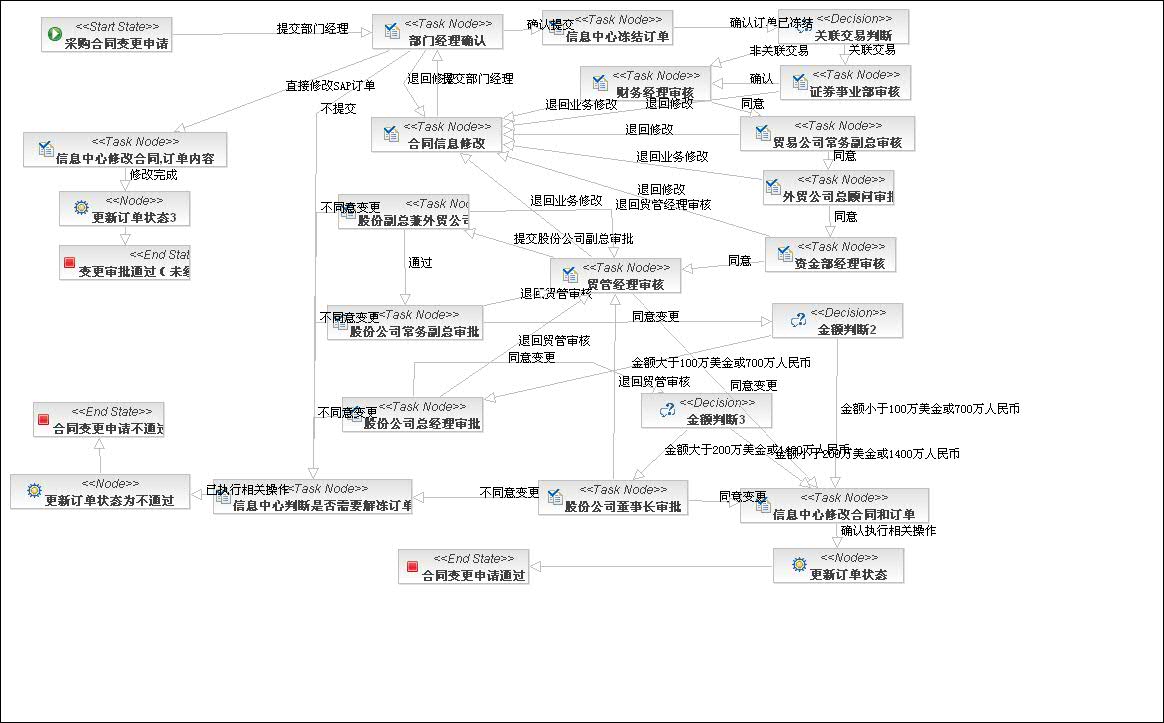 <<Start State>>
采购合同变更申请
提交部门经理
<<Task Node>>
部门经理确认
确认提交
<<Task Node>>
信息中心冻结订单
确认订单已冻结
<<Decision>>
关联交易判断
非关联交易
关联交易
直接修改SAP订单
退回修改
提交部门经理
<<Task Node>>
财务经理审核
确认
<<Task Node>>
证券事业部审核
不提交
退回业务修改
退回修改
同意
<<Task Node>>
合同信息修改
退回修改
<<Task Node>>
贸易公司常务副总审核
<<Task Node>>
信息中心修改合同,订单内容
修改完成
退回业务修改
同意
<<Node>>
更新订单状态3
<<Task Node>>
外贸公司总顾问审批
退回修改
不同意变更
<<Task Nod
股份副总兼外贸公司
退回业务修改
退回贸管经理审核
同意
提交股份公司副总审批
<<End Stat
变更审批通过（未经
通过
<<Task Node>>
贸管经理审核
同意
<<Task Node>>
资金部经理审核
退回贸管审核
不同意变更
<<Task Node>>
股份公司常务副总审批
同意变更
<<Decision>>
金额判断2
退回贸管审核
同意变更
金额大于100万美金或700万人民币
退回贸管审核
同意变更
<<End State>>
合同变更申请不通过
不同意变更
<<Task Node>>
股份公司总经理审批
<<Decision>>
金额判断3
金额小于100万美金或700万人民币
金额大于200万美金或1400万人民币
金额小于200万美金或1400万人民币
<<Node>>
更新订单状态为不通过
已执行相关操作
<<Task Node>>
信息中心判断是否需要解冻订单
不同意变更
<<Task Node>>
股份公司董事长审批
同意变更
<<Task Node>>
信息中心修改合同和订单
确认执行相关操作
<<End State>>
合同变更申请通过
<<Node>>
更新订单状态